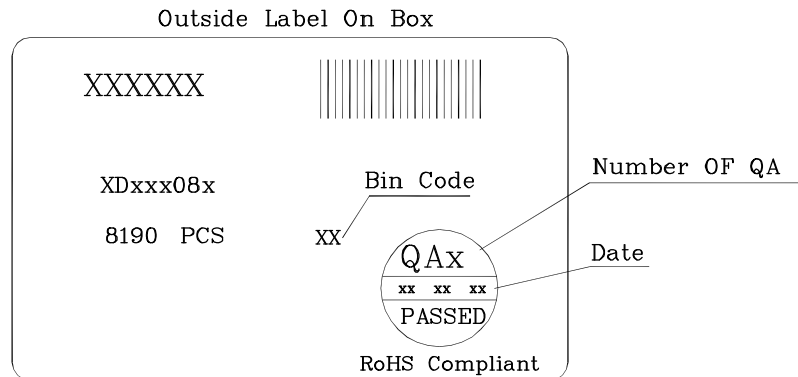 Outside Label On Box
XXXXXX
XDxxx08x
Bin Code
Number OF QA
8190 PCS
XX
QAx
Date
xx xx xx
PASSED
RoHS Compliant